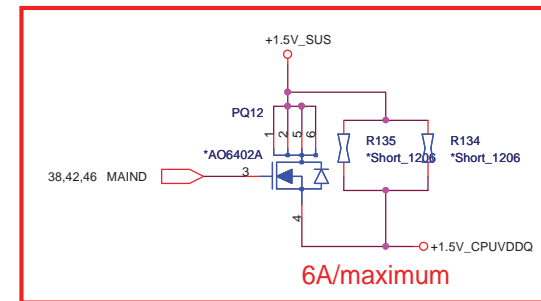 +1.5V_SUS
PQ12
1 2 5 6
R135
R134
*AO6402A
*Short_1206
*Short_1206
38,42,46 MAIND
3
4
+1.5V_CPUVDDQ
6A/maximum